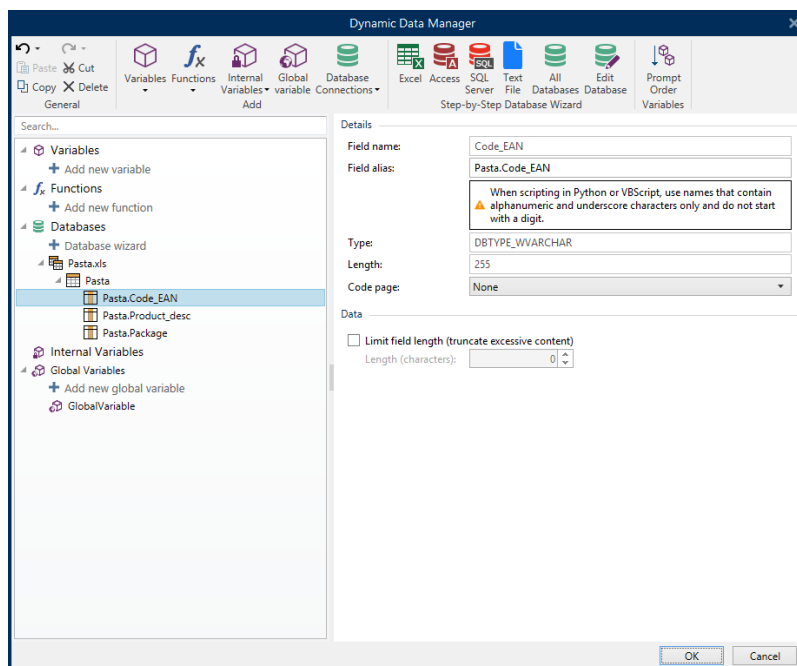 Dynamic Data Manager
Paste
Cut
Copy
Delete
General
Variables
Functions
Internal
Variables
Global
variable
Database
Connections
Add
Excel
Access
SQL
SQL
Server
Text
File
All
Databases
Edit
Database
Step-by-Step Database Wizard
Prompt
Order
Variables
Search...
Variables
Add new variable
Functions
Add new function
Databases
Database wizard
Pasta.xls
Pasta
Pasta.Code_EAN
Pasta.Product_desc
Pasta.Package
Internal Variables
Global Variables
Add new global variable
GlobalVariable
Details
Field name: Code_EAN
Field alias: Pasta.Code_EAN
When scripting in Python or VBScript, use names that contain
alphanumeric and underscore characters only and do not start
with a digit.
Type: DBTYPE_WVARCHAR
Length: 255
Code page: None
Data
Limit field length (truncate excessive content)
Length (characters): 0
OK
Cancel